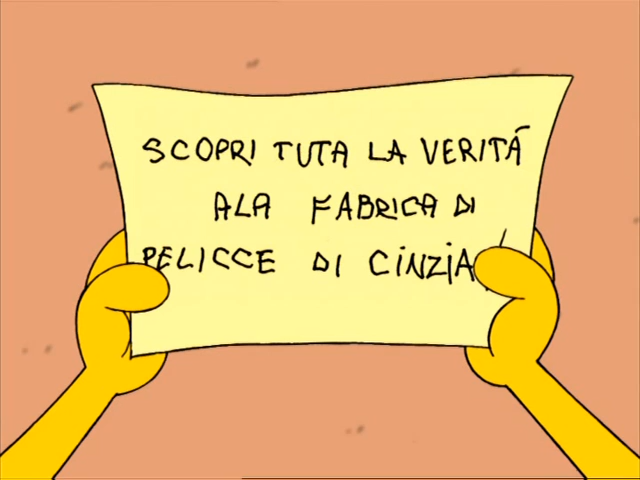 SCOPRI TUTA LA VERITÁ
ALA FABRICA DI
PELICCE DI CINZIA